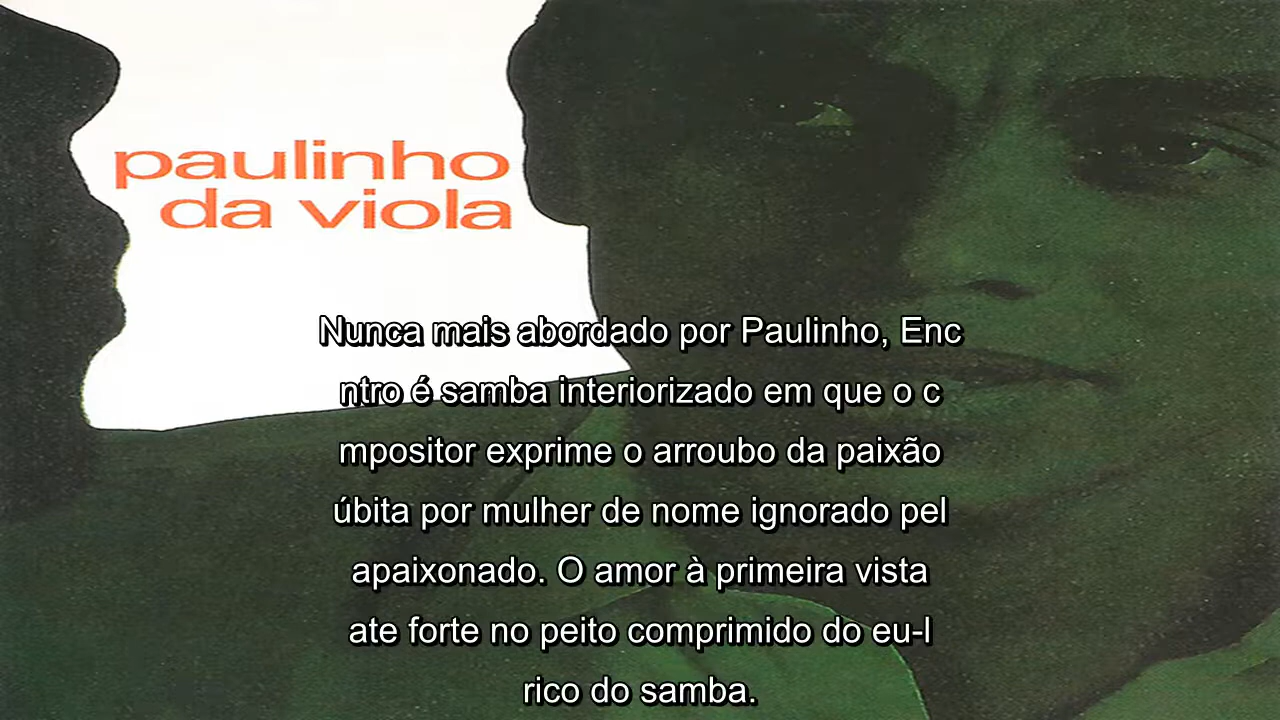 paulinho
da viola
Nunca mais abordado por Paulinho, Enc
ntro é samba interiorizado em que o c
mpositor exprime o arroubo da paixão
úbita por mulher de nome ignorado pel
apaixonado. O amor à primeira vista
ate forte no peito comprimido do eu-l
rico do samba.